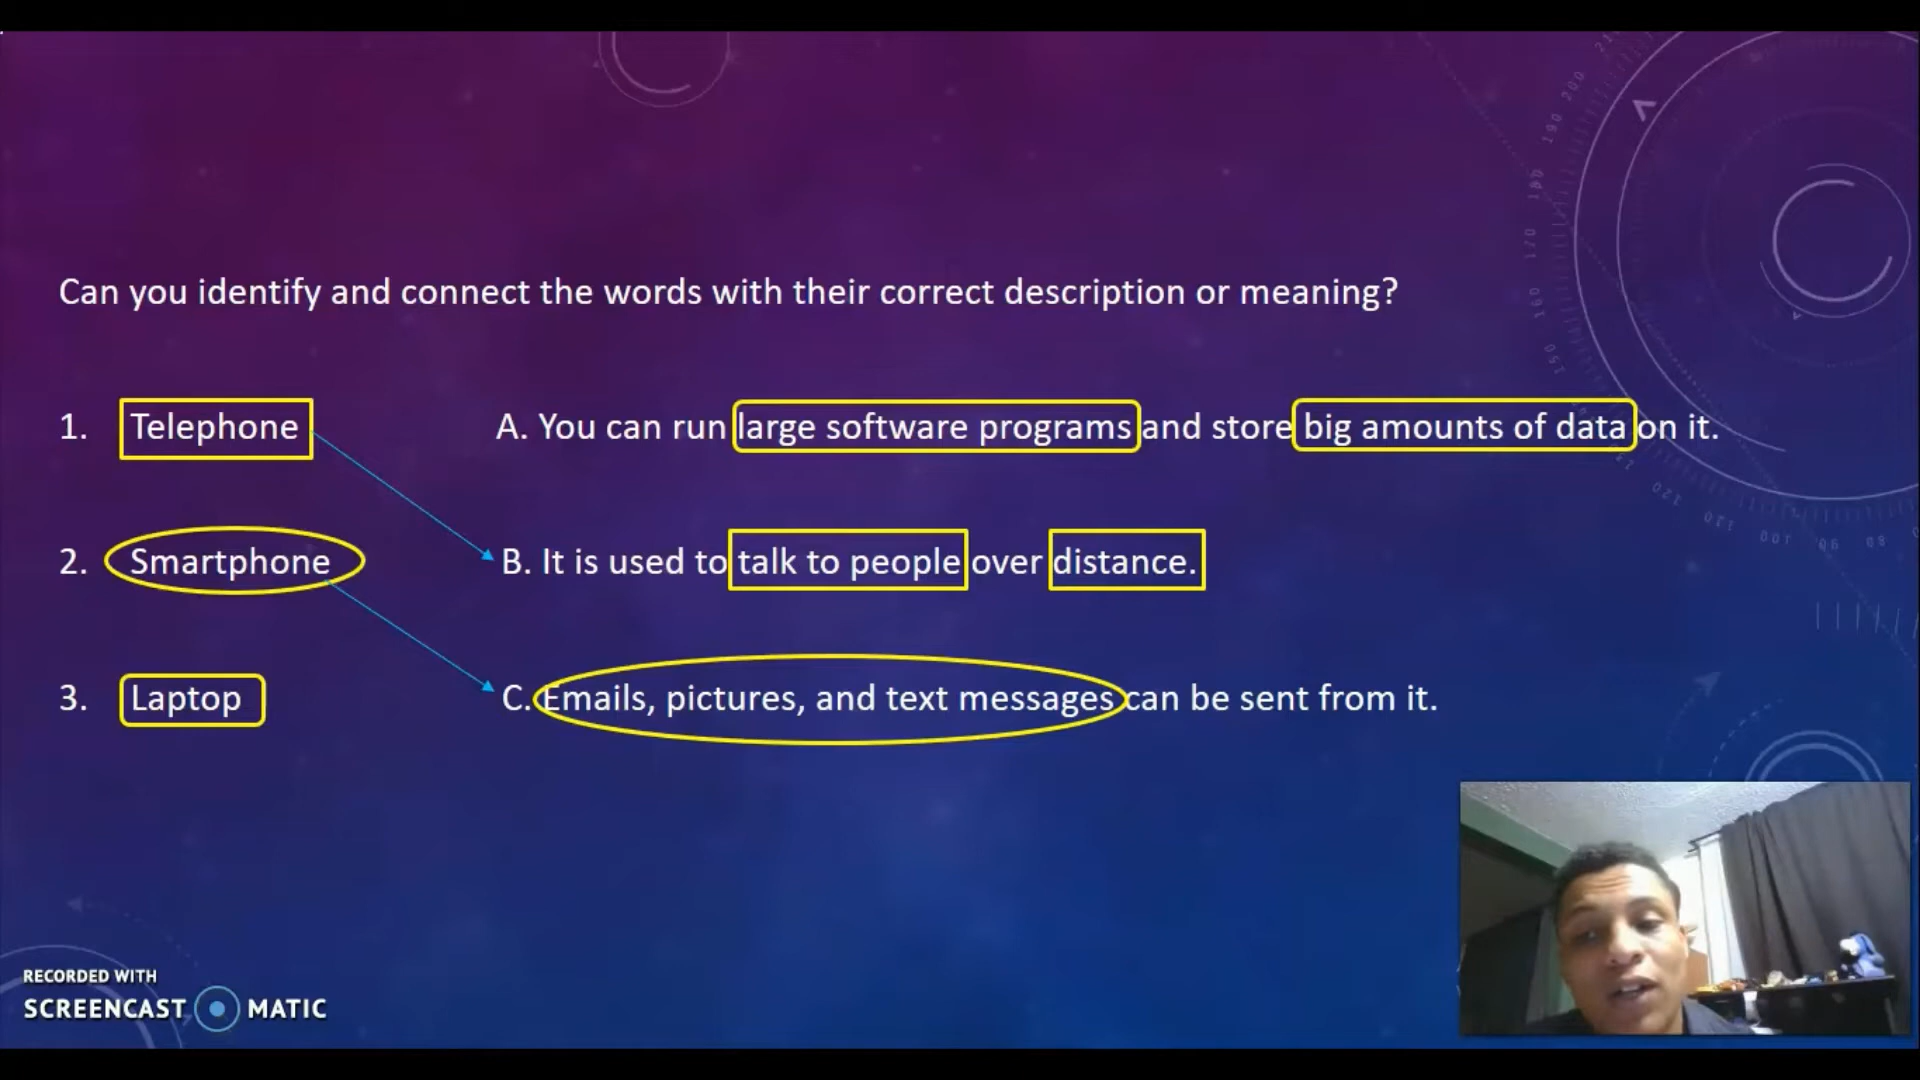 Can you identify and connect the words with their correct description or meaning?
1. Telephone A. You can run large software programs and store big amounts of data on it.
2. Smartphone B. It is used to talk to people over distance.
3. Laptop C. Emails, pictures, and text messages can be sent from it.
RECORDED WITH
SCREENCAST MATIC